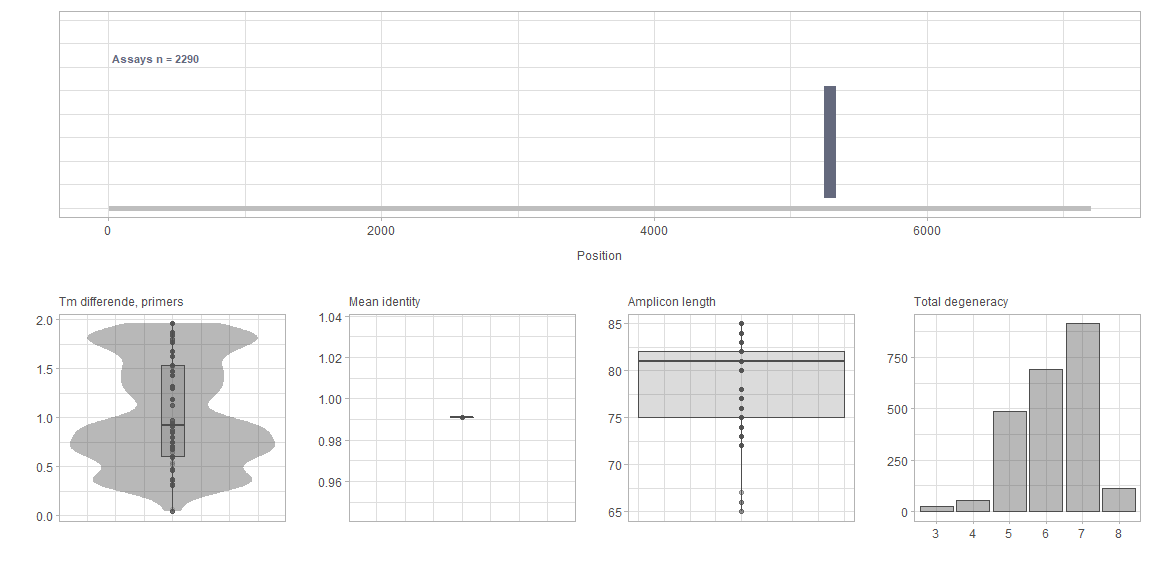 Assays n = 2290
0 2000 4000 6000
Position
Tm differende, primers
2.0
1.5
1.0
0.5
0.0
Mean identity
1.04
1.02
1.00
0.98
0.96
Amplicon length
85
80
75
70
65
Total degeneracy
750
500
250
0
3 4 5 6 7 8